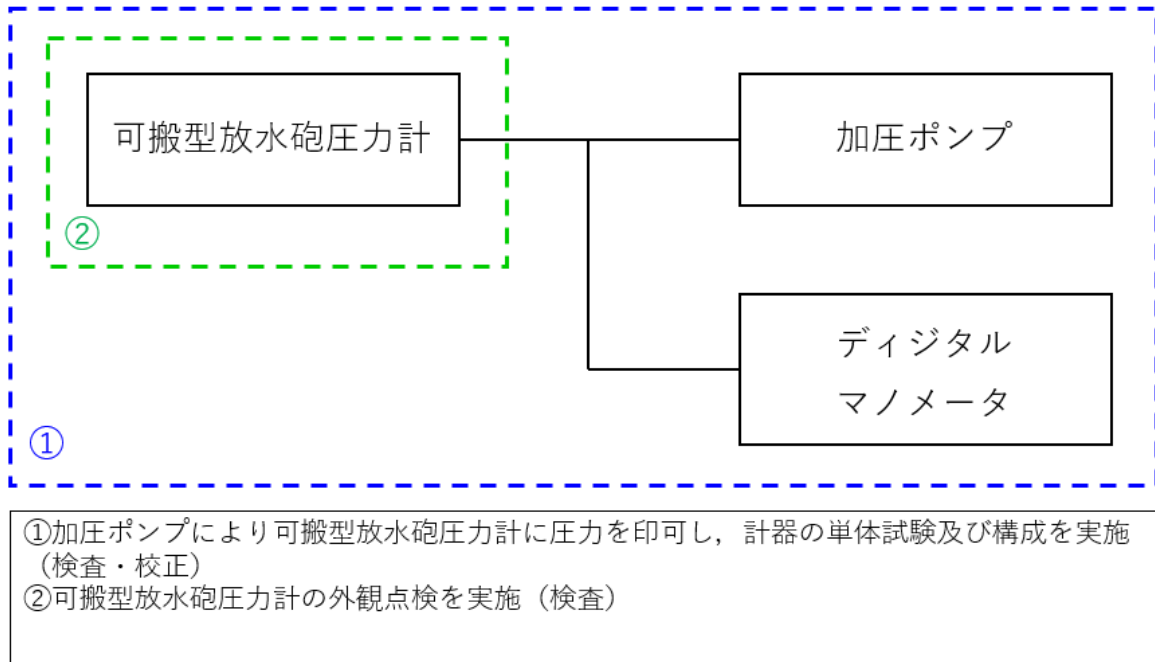 可搬型放水砲圧力計
加圧ポンプ
②
ディジタル
マノメータ
①
①加圧ポンプにより可搬型放水砲圧力計に圧力を印可し，計器の単体試験及び構成を実施
（検査・校正）
②可搬型放水砲圧力計の外観点検を実施（検査）